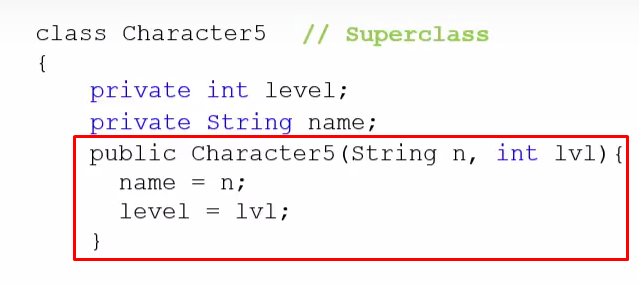 class Character5 // Superclass
{
private int level;
private String name;
public Character5(String n, int lvl){
name = n;
level = lvl;
}